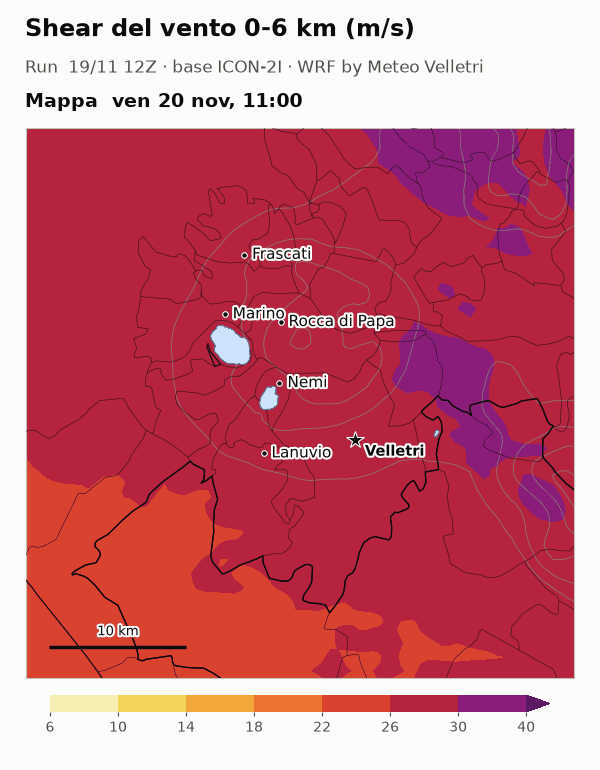 Shear del vento 0-6 km (m/s)
Run  19/11 12Z · base ICON-2I · WRF by Meteo Velletri
Mappa  ven 20 nov, 11:00
Frascati
Marino
Rocca di Papa
Nemi
Velletri
Lanuvio
10 km
6 10 14 18 22 26 30 40